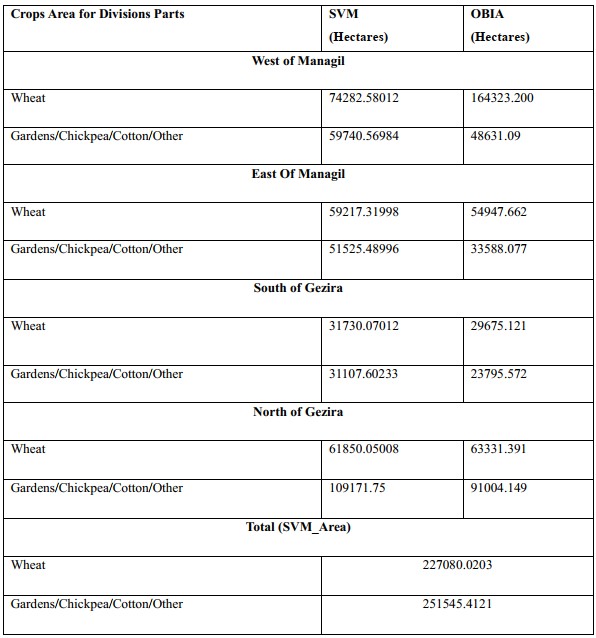 Crops Area for Divisions Parts SVM (Hectares) OBIA (Hectares)
West of Managil
Wheat 74282.58012 164323.200
Gardens/Chickpea/Cotton/Other 59740.56984 48631.09
East Of Managil
Wheat 59217.31998 54947.662
Gardens/Chickpea/Cotton/Other 51525.48996 33588.077
South of Gezira
Wheat 31730.07012 29675.121
Gardens/Chickpea/Cotton/Other 31107.60233 23795.572
North of Gezira
Wheat 61850.05008 63331.391
Gardens/Chickpea/Cotton/Other 109171.75 91004.149
Total (SVM_Area)
Wheat 227080.0203
Gardens/Chickpea/Cotton/Other 251545.4121